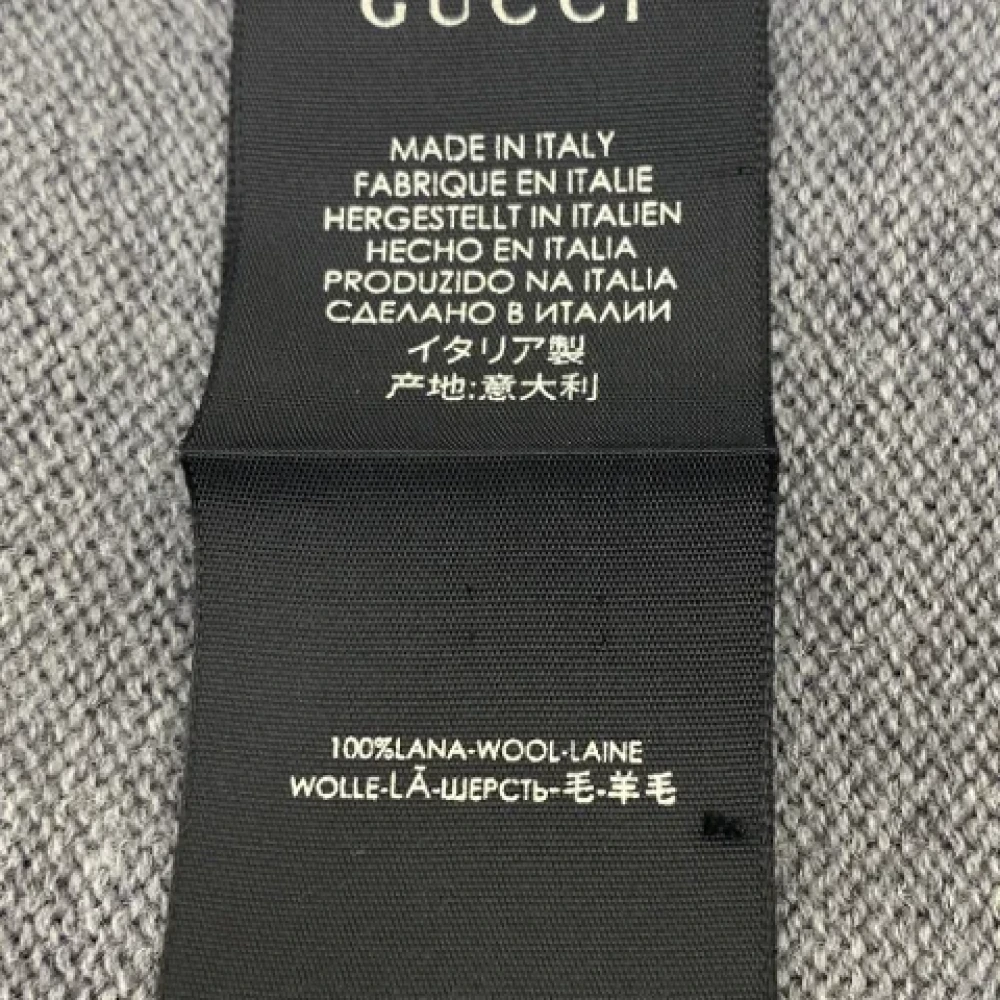 GUCCI
MADE IN ITALY
FABRIQUE EN ITALIE
HERGESTELLT IN ITALIEN
HECHO EN ITALIA
PRODUZIDO NA ITALIA
СДЕЛАНО В ИТАЛИИ
イタリア製
产地:意大利
100%LANA-WOOL-LAINE
WOLLE-LÃ-ШЕРСТЬ-毛-羊毛